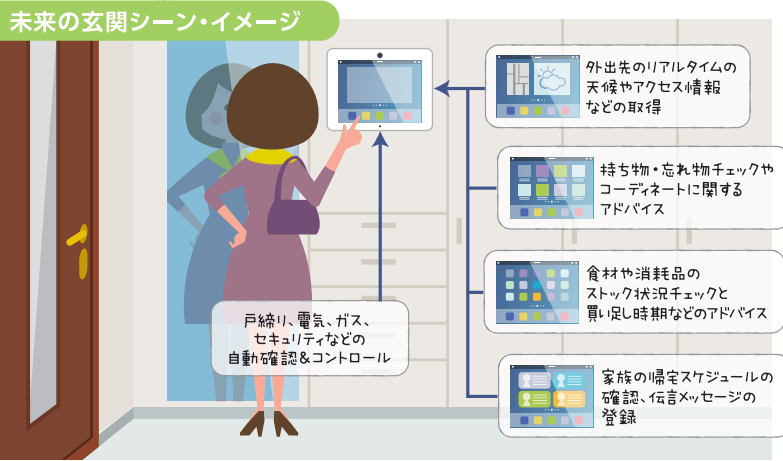 未来の玄関シーン・イメージ
外出先のリアルタイムの
天候やアクセス情報
などの取得
持ち物・忘れ物チェックや
コーディネートに関する
アドバイス
食材や消耗品の
ストック状況チェックと
買い足し時期などのアドバイス
家族の帰宅スケジュールの
確認、伝言メッセージの
登録
戸締り、電気、ガス、
セキュリティなどの
自動確認&コントロール